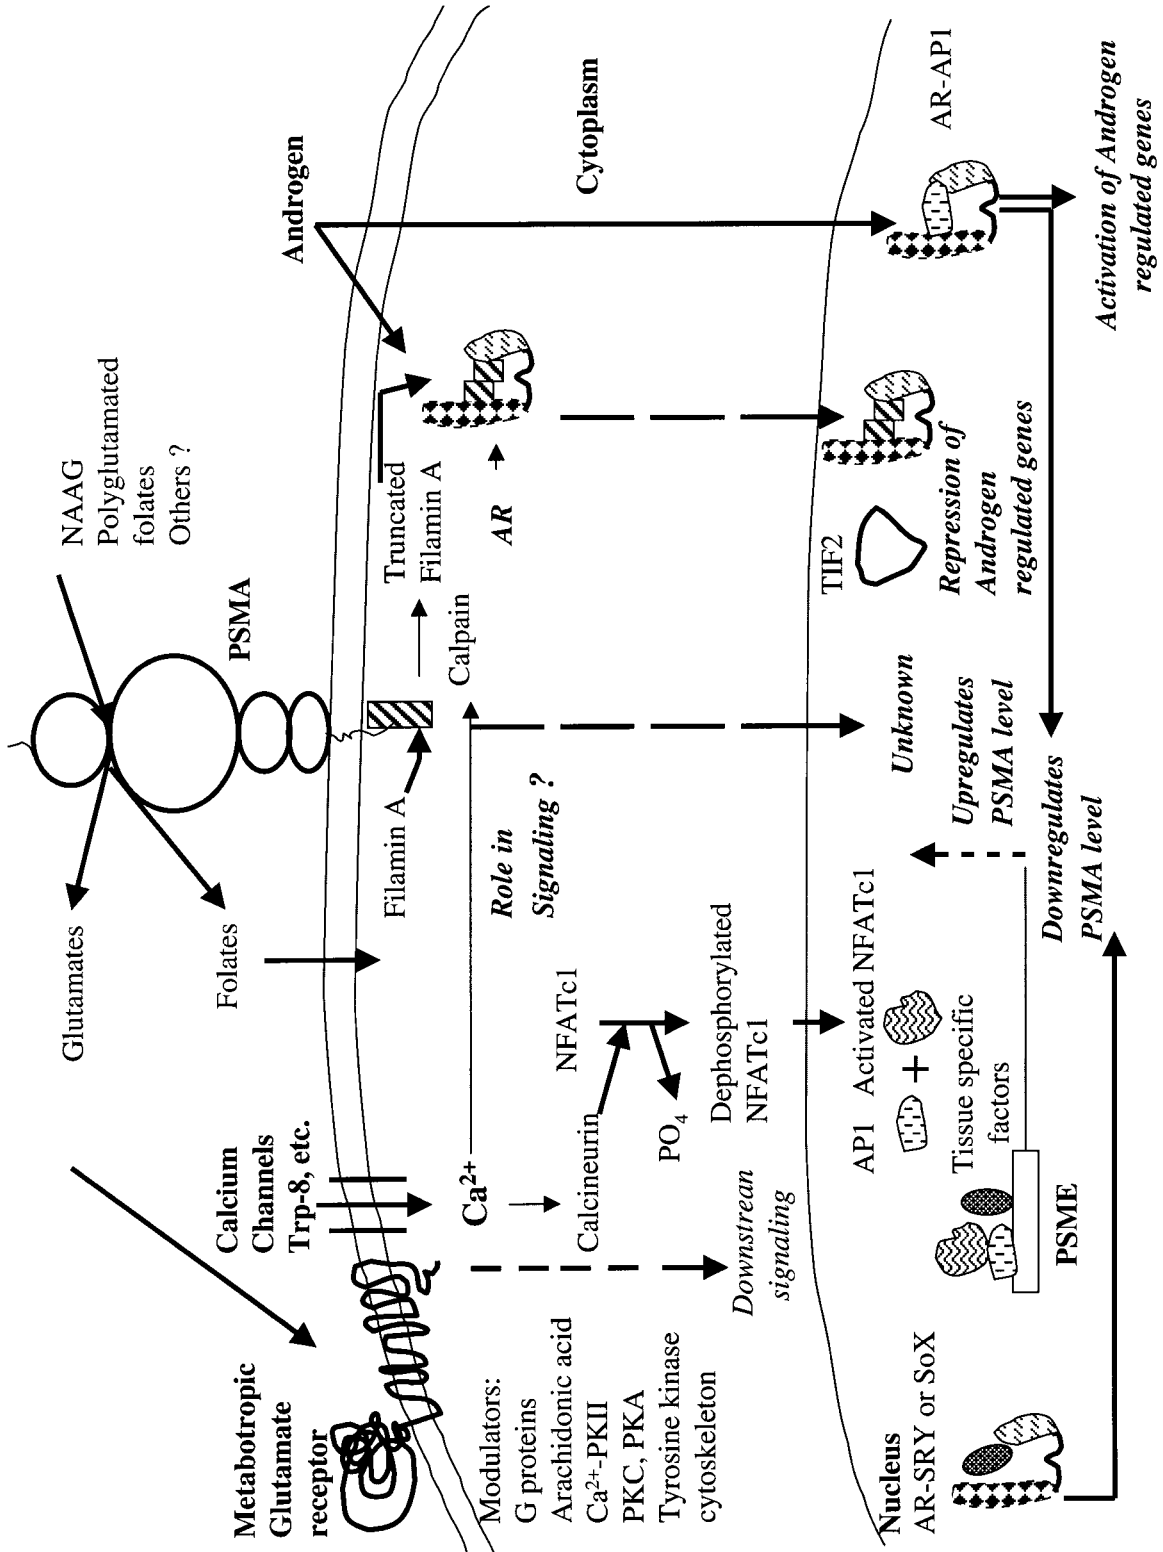 NAAG
Polyglutamated
folates
Others ?
Glutamates
Folates
PSMA
Androgen
Metabotropic
Glutamate
receptor
Calcium
Channels
Trp-8, etc.
Filamin A
Truncated
Filamin A
Calpain
AR
Modulators:
G proteins
Arachidonic acid
Ca2+-PKII
PKC, PKA
Tyrosine kinase
cytoskeleton
Ca2+
Calcineurin
NFATc1
PO4
Dephosphorylated
NFATc1
Role in
Signaling ?
Cytoplasm
Downstrean
signaling
Nucleus
AR-SRY or SoX
AP1
Activated NFATc1
+
Tissue specific
factors
PSME
Unknown
Upregulates
PSMA level
Downregulates
PSMA level
TIF2
Repression of
Androgen
regulated genes
AR-AP1
Activation of Androgen
regulated genes